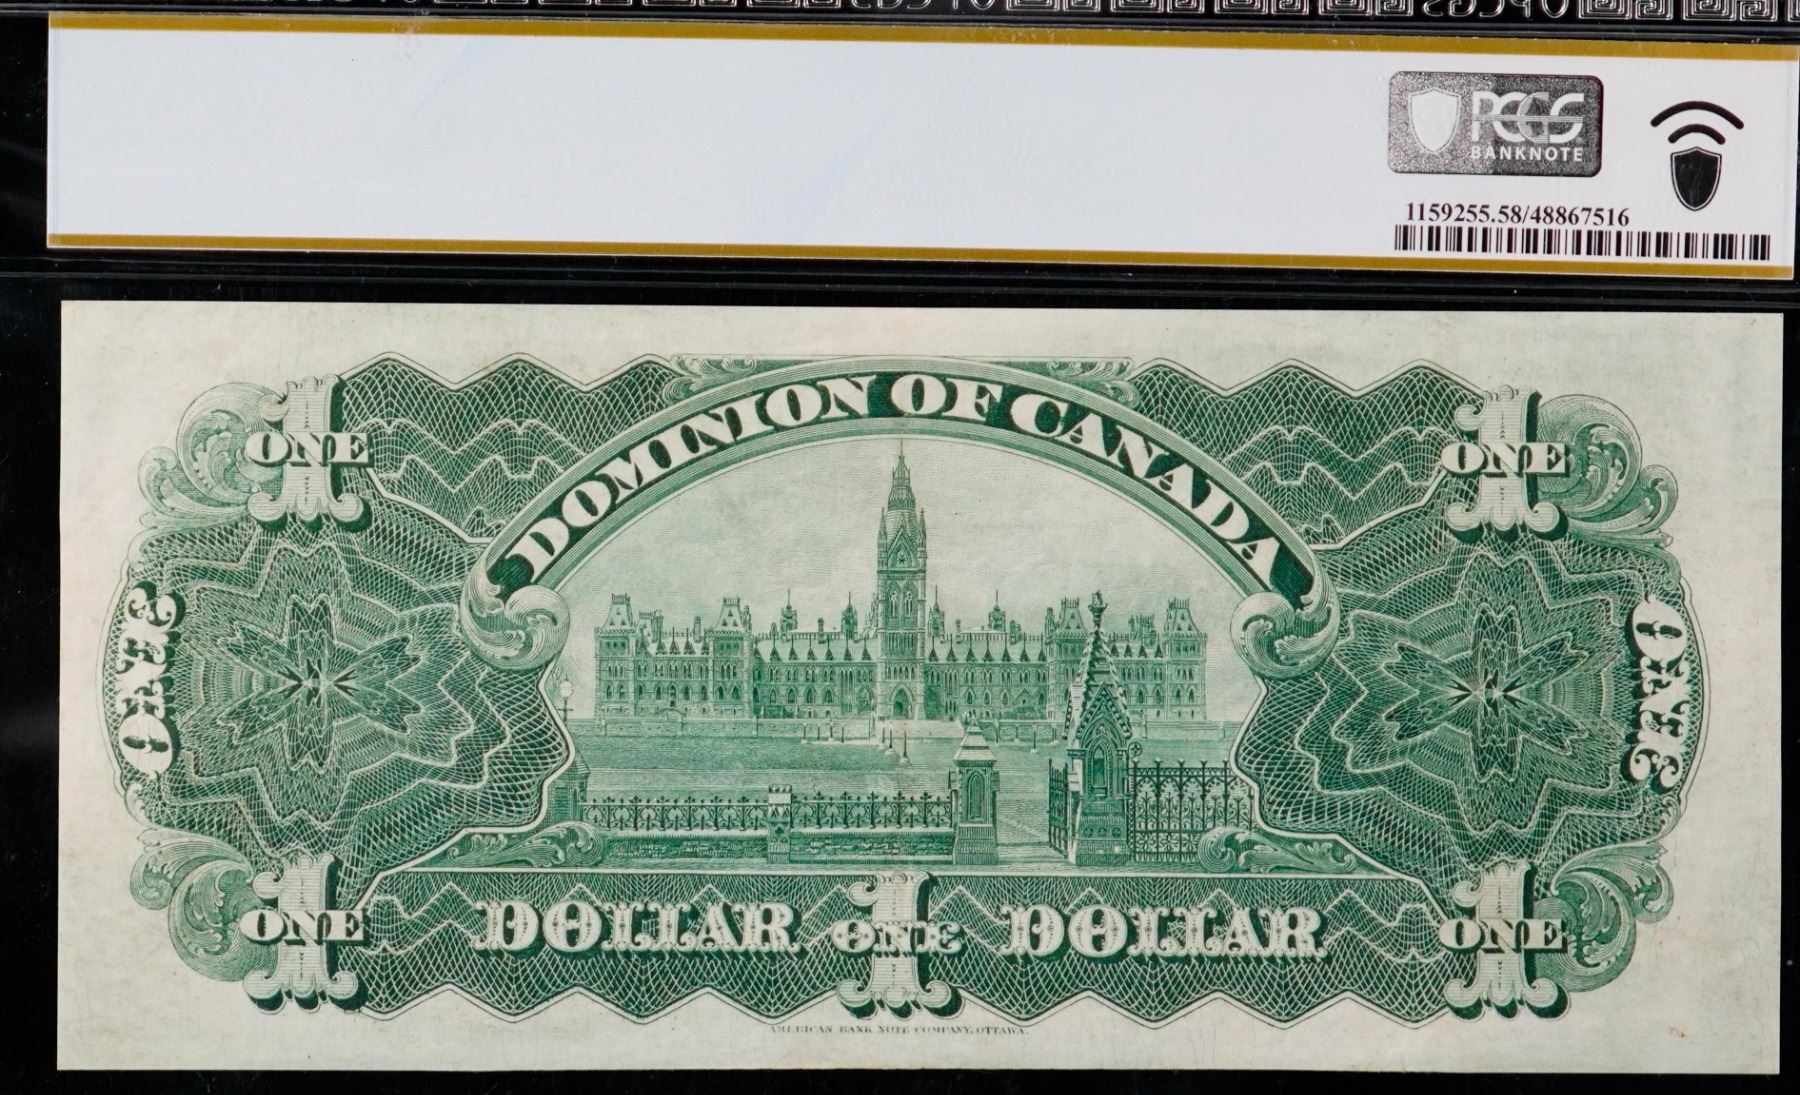 PCGS
BANKNOTE
1159255.58/48867516
DOMINION OF CANADA
ONE ONE
ONE ONE
ONE DOLLAR ONE DOLLAR ONE
AMERICAN BANK NOTE COMPANY, OTTAWA.